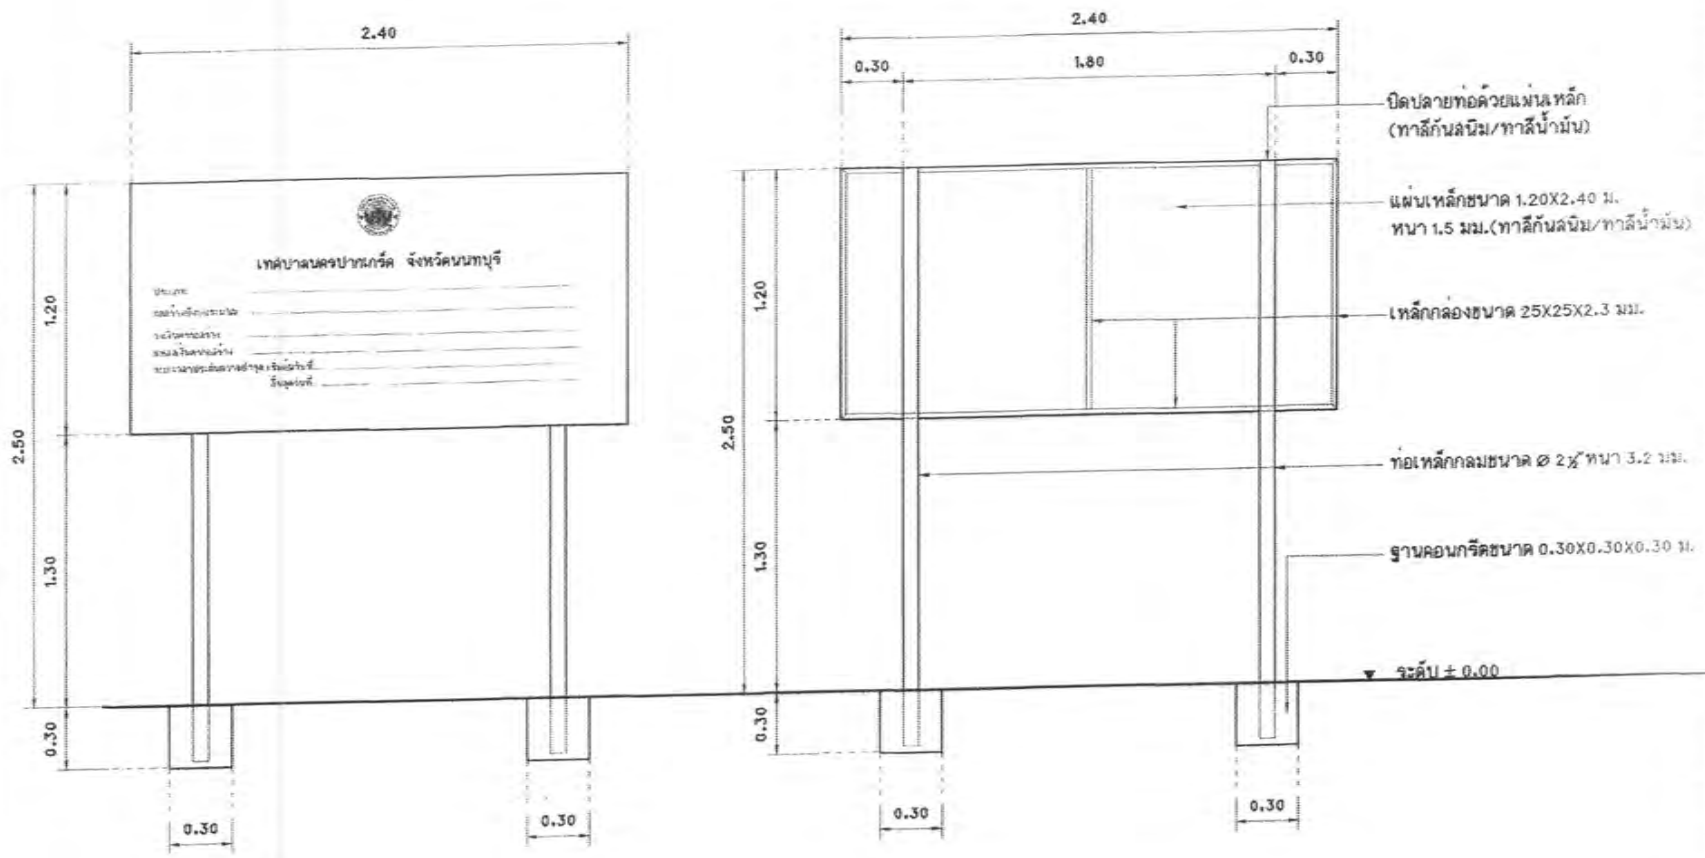 2.40
2.50
1.20
1.30
0.30
เทศบาลนครปากเกร็ด จังหวัดนนทบุรี
0.30
0.30
2.40
0.30
1.80
0.30
2.50
1.20
1.30
0.30
0.30
0.30
ปิดปลายท่อด้วยแผ่นเหล็ก
(ทาสีกันสนิม/ทาสีน้ำมัน)
แผ่นเหล็กขนาด 1.20X2.40 ม.
หนา 1.5 มม.(ทาสีกันสนิม/ทาสีน้ำมัน)
เหล็กกล่องขนาด 25X25X2.3 มม.
ท่อเหล็กกลมขนาด Ø 2½" หนา 3.2 มม.
ฐานคอนกรีตขนาด 0.30X0.30X0.30 ม.
ระดับ ± 0.00